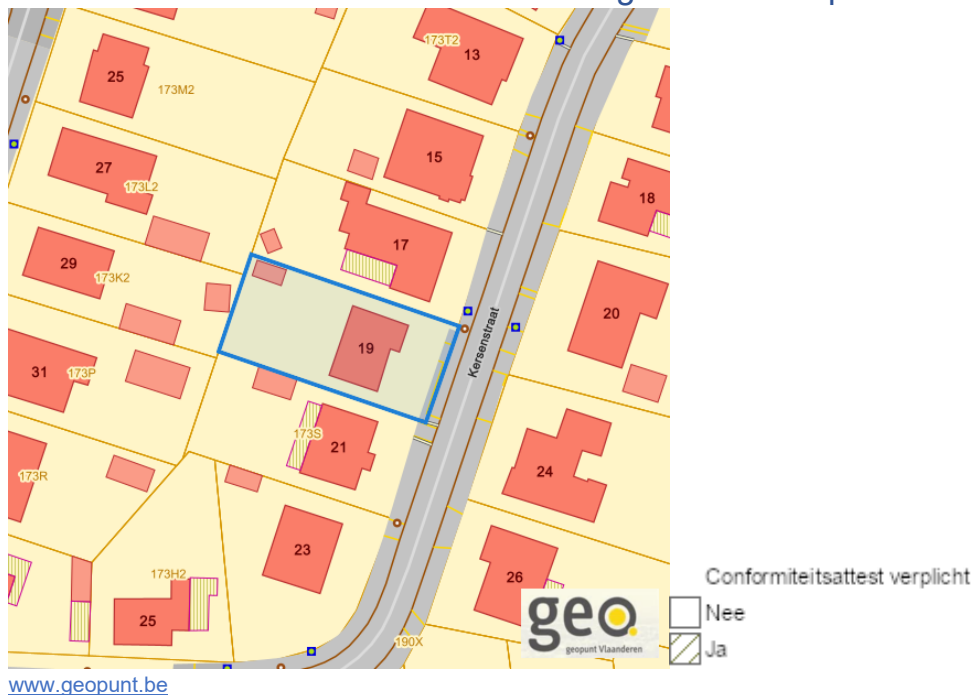 173T2
13
25
173M2
15
27
173L2
18
17
29
173K2
20
19
Kersenstraat
31
173P
173S
21
24
173R
23
173H2
26
25
190X
geo
geopunt Vlaanderen
Conformiteitsattest verplicht
Nee
Ja
www.geopunt.be